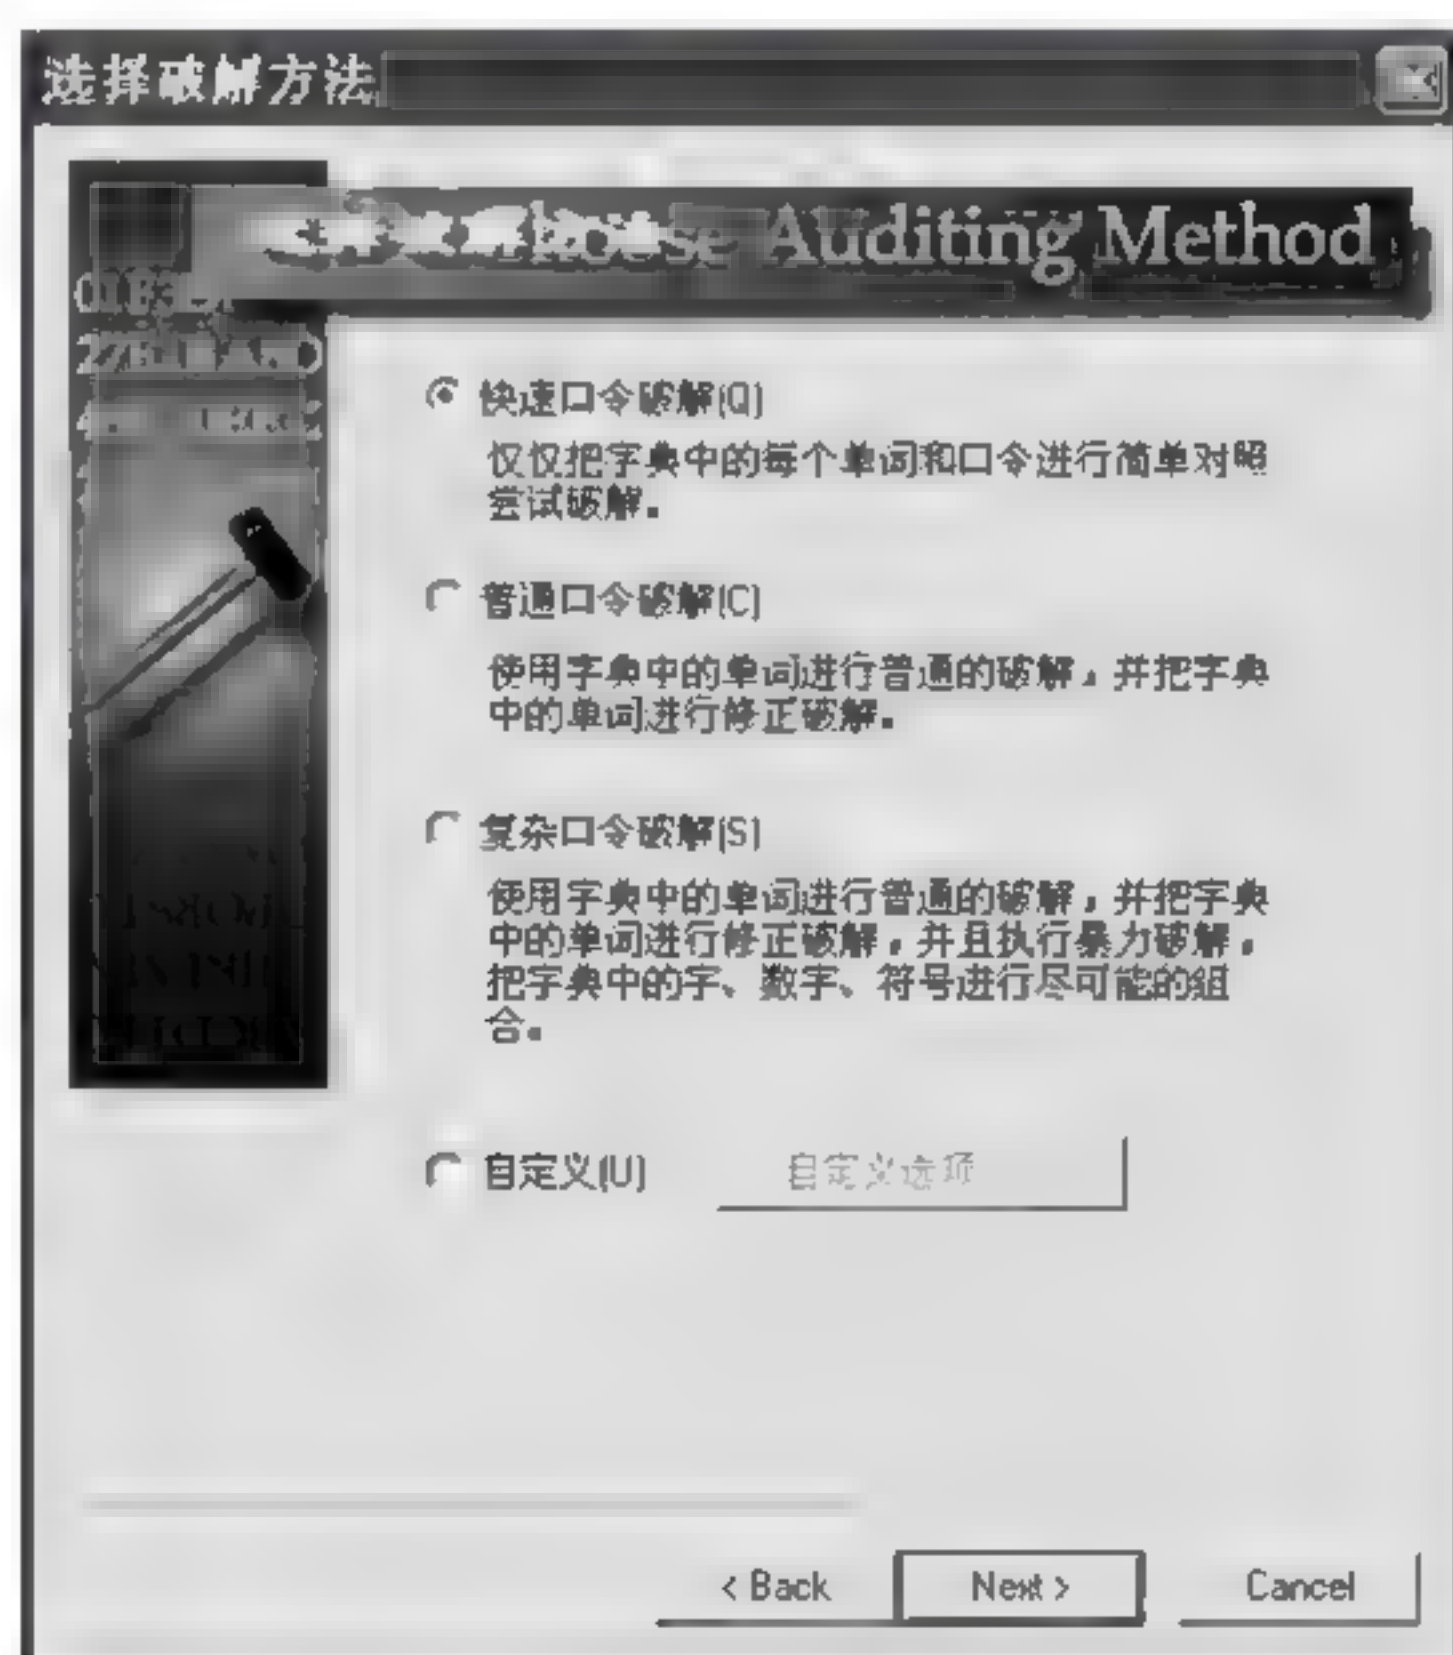 选择破解方法
Choose Auditing Method
快速口令破解(Q)
仅仅把字典中的每个单词和口令进行简单对照
尝试破解。
普通口令破解(C)
使用字典中的单词进行普通的破解，并把字典
中的单词进行修正破解。
复杂口令破解(S)
使用字典中的单词进行普通的破解，并把字典
中的单词进行修正破解，并且执行暴力破解，
把字典中的字、数字、符号进行尽可能的组
合。
自定义(U) 自定义选项
< Back Next > Cancel